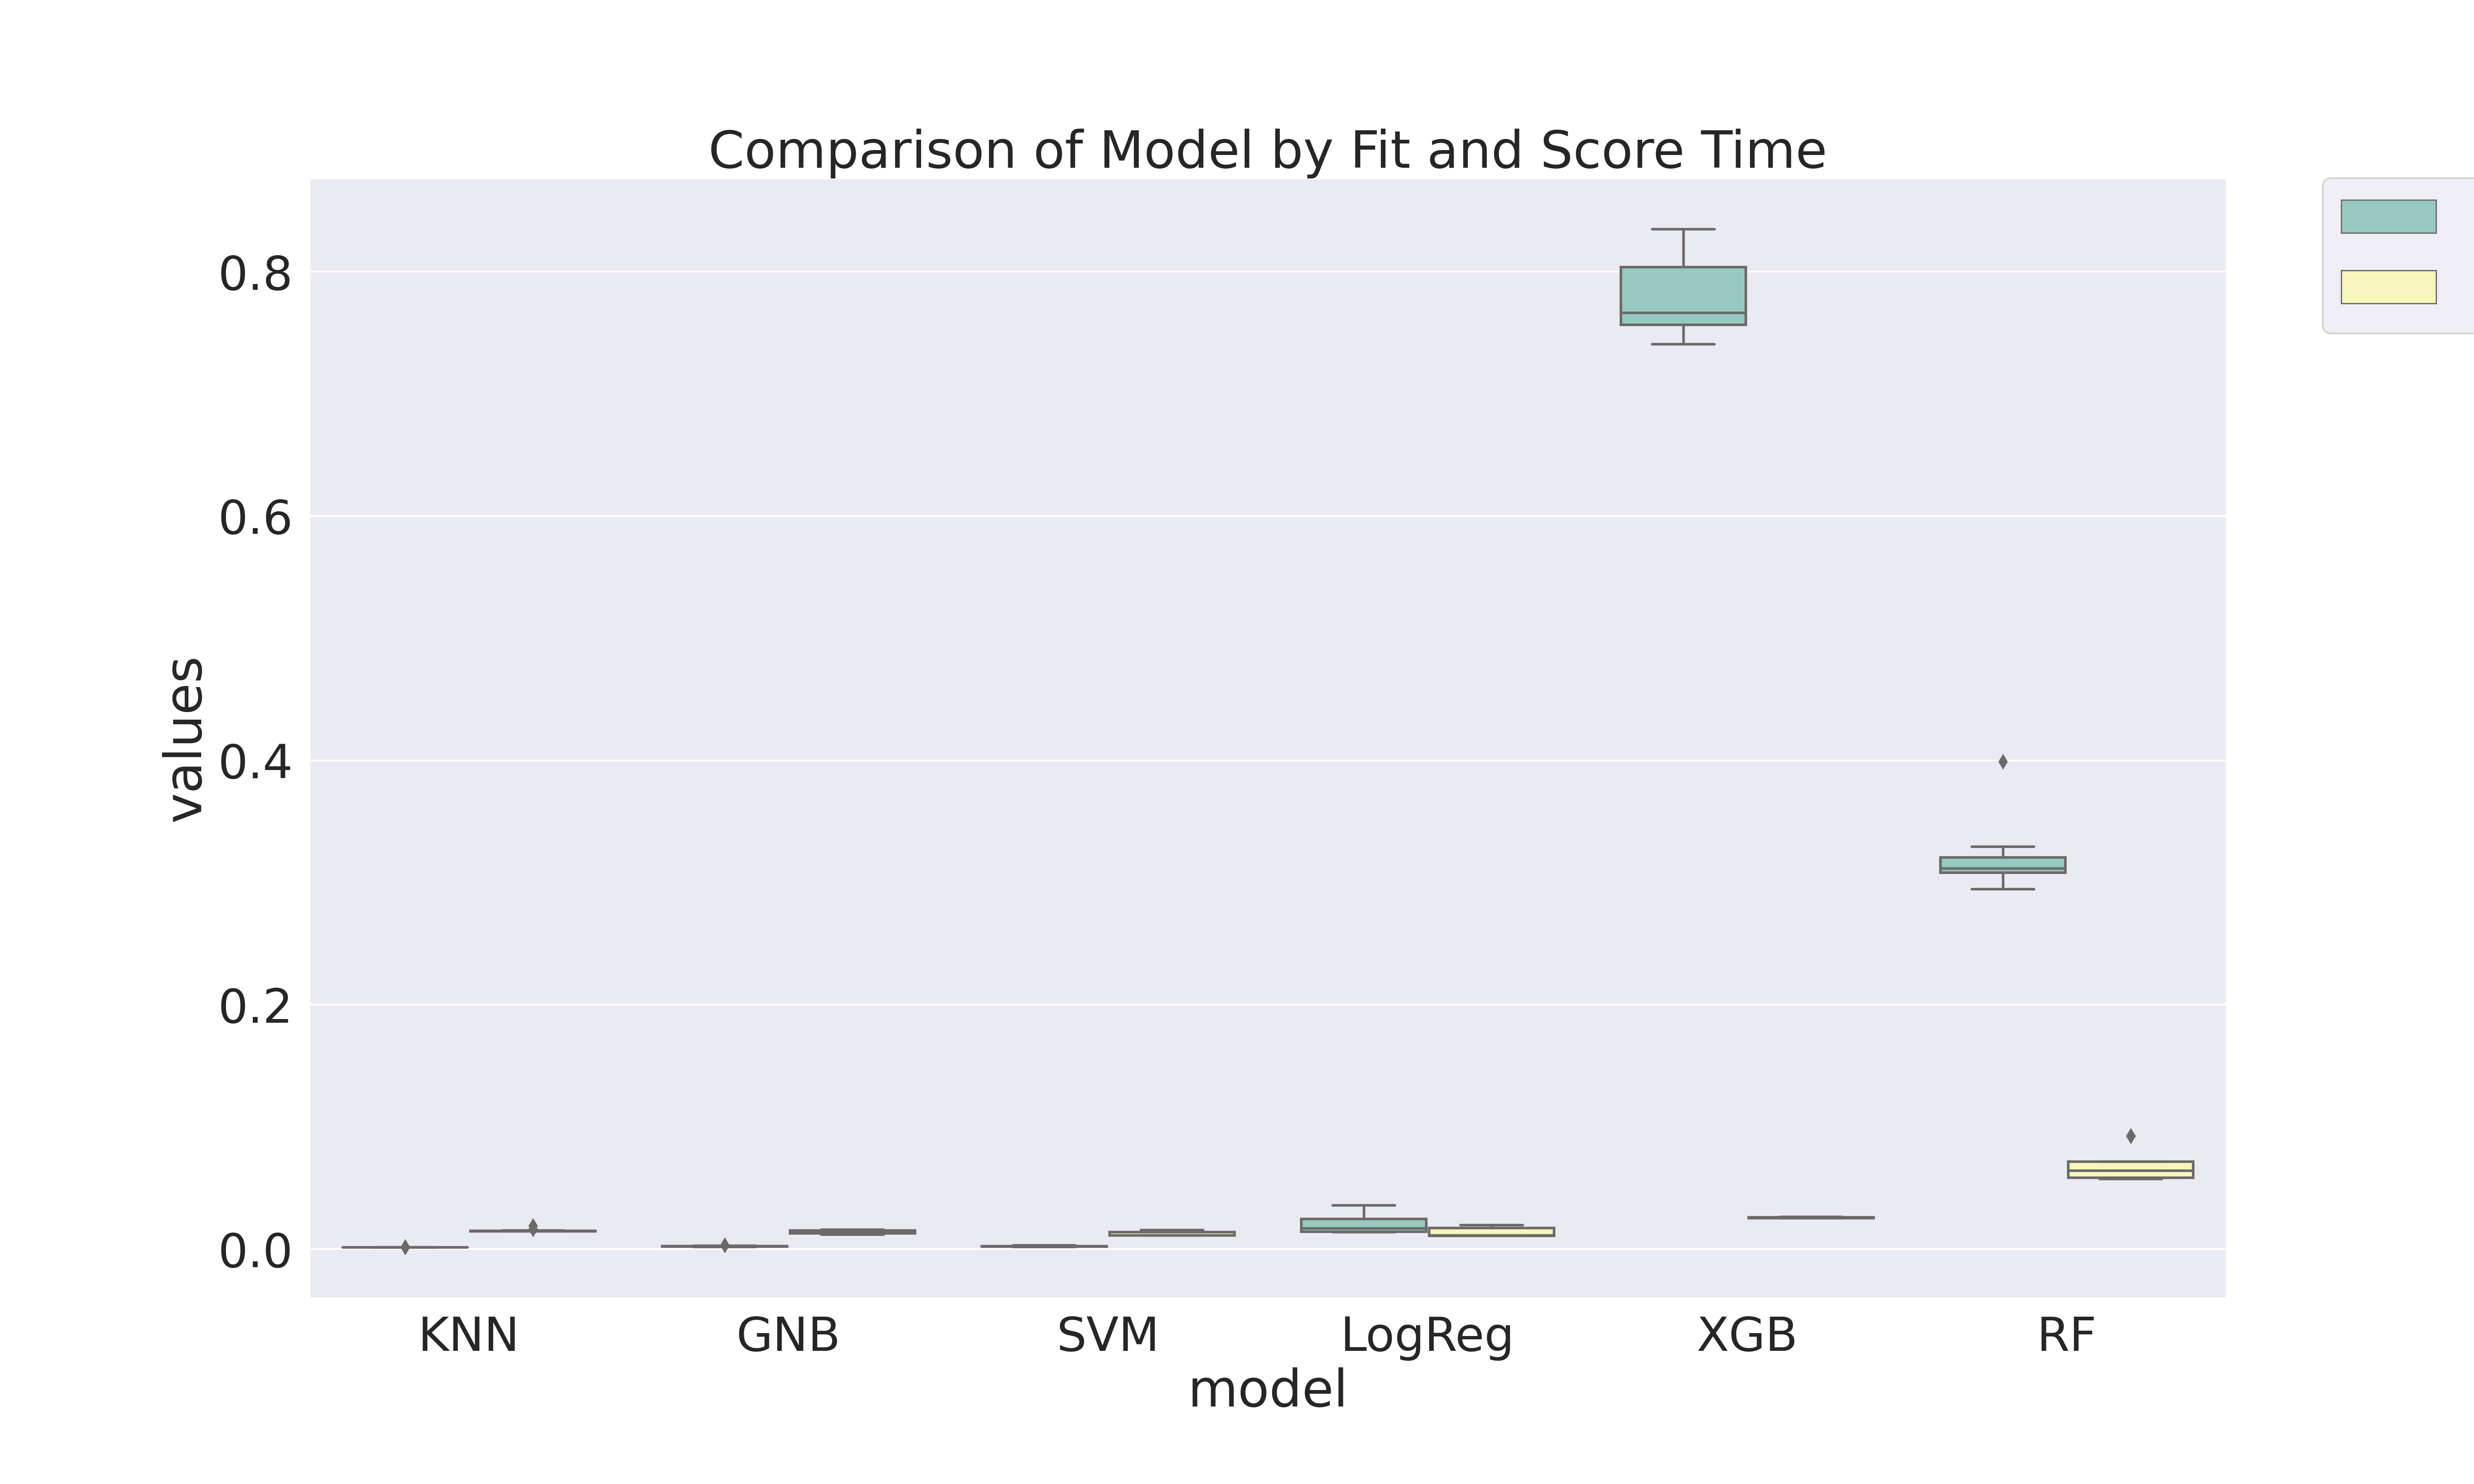 Comparison of Model by Fit and Score Time
values
0.8
0.6
0.4
0.2
0.0
KNN GNB SVM LogReg XGB RF
model